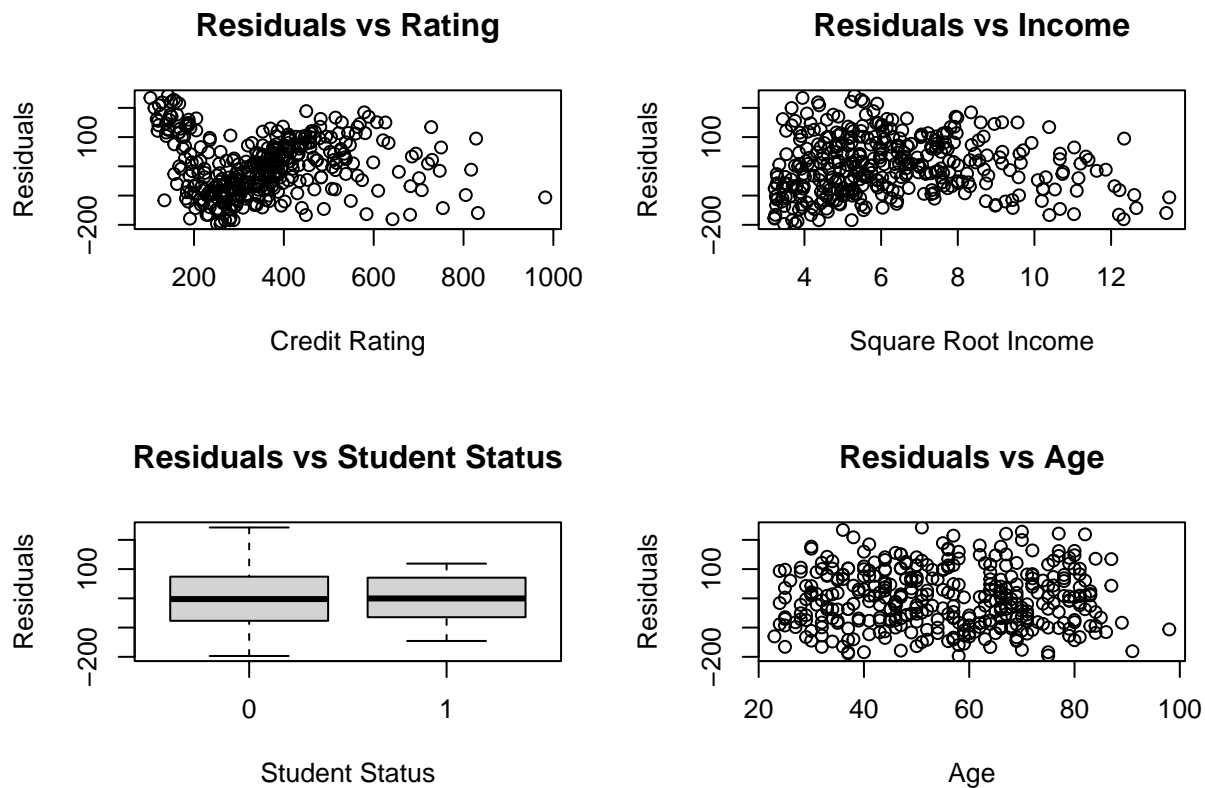 Residuals vs Rating
Residuals
100
−200
200 400 600 800 1000
Credit Rating
Residuals vs Income
Residuals
100
−200
4 6 8 10 12
Square Root Income
Residuals vs Student Status
Residuals
100
−200
0 1
Student Status
Residuals vs Age
Residuals
100
−200
20 40 60 80 100
Age